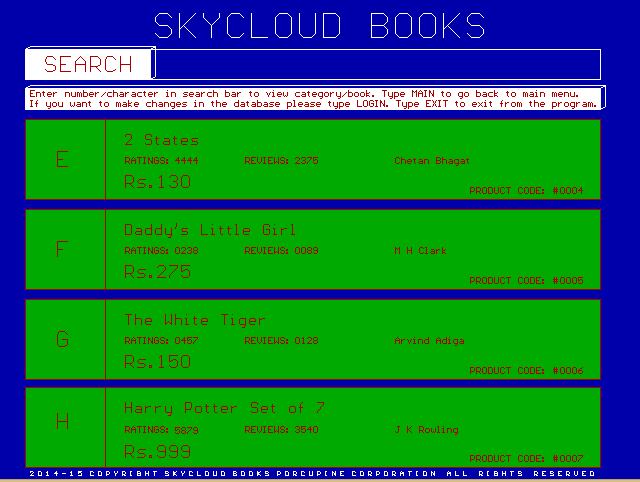 SKYCLOUD BOOKS
SEARCH
Enter number/character in search bar to view category/book. Type MAIN to go back to main menu.
If you want to make changes in the database please type LOGIN. Type EXIT to exit from the program.
E
2 States
RATINGS: 4444 REVIEWS: 2375 Chetan Bhagat
Rs.130
PRODUCT CODE: #0004
F
Daddy's Little Girl
RATINGS: 0238 REVIEWS: 0088 M H Clark
Rs.275
PRODUCT CODE: #0005
G
The White Tiger
RATINGS: 0457 REVIEWS: 0128 Arvind Adiga
Rs.150
PRODUCT CODE: #0006
H
Harry Potter Set of 7
RATINGS: 5879 REVIEWS: 3540 J K Rowling
Rs.999
PRODUCT CODE: #0007
2014-15 COPYRIGHT SKYCLOUD BOOKS PORCUPINE CORPORATION ALL RIGHTS RESERVED